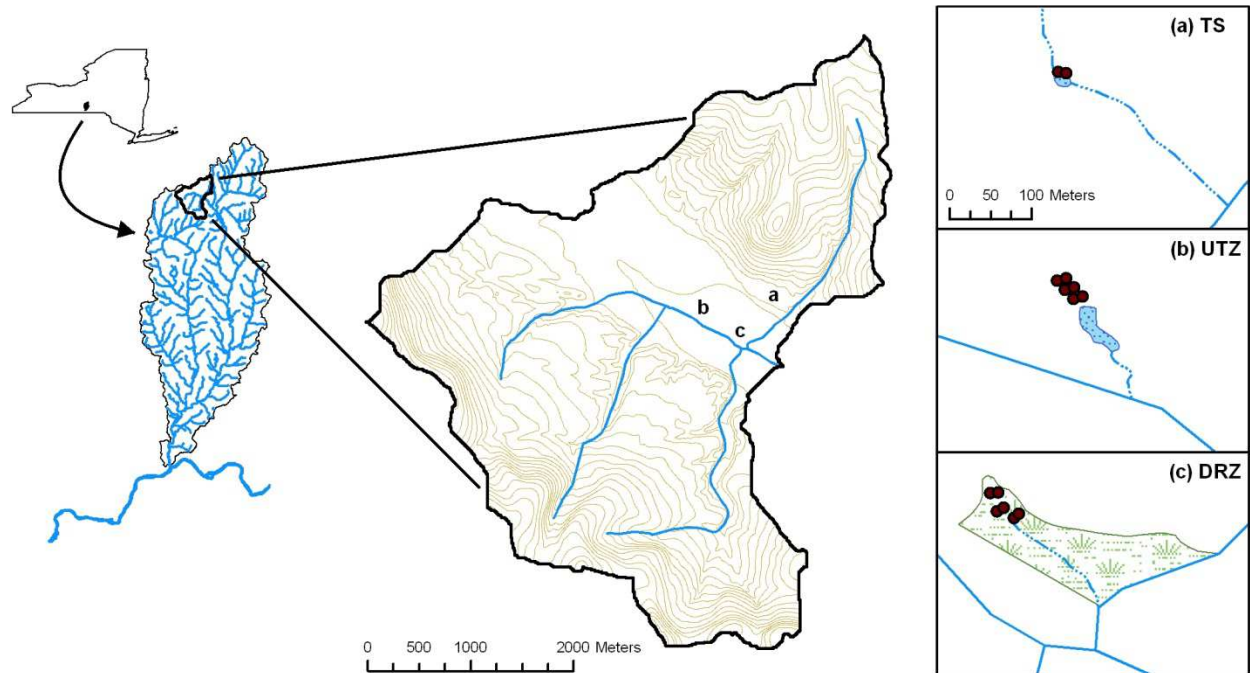 (a) TS
0 50 100 Meters
(b) UTZ
(c) DRZ
a
b
c
0 500 1000 2000 Meters